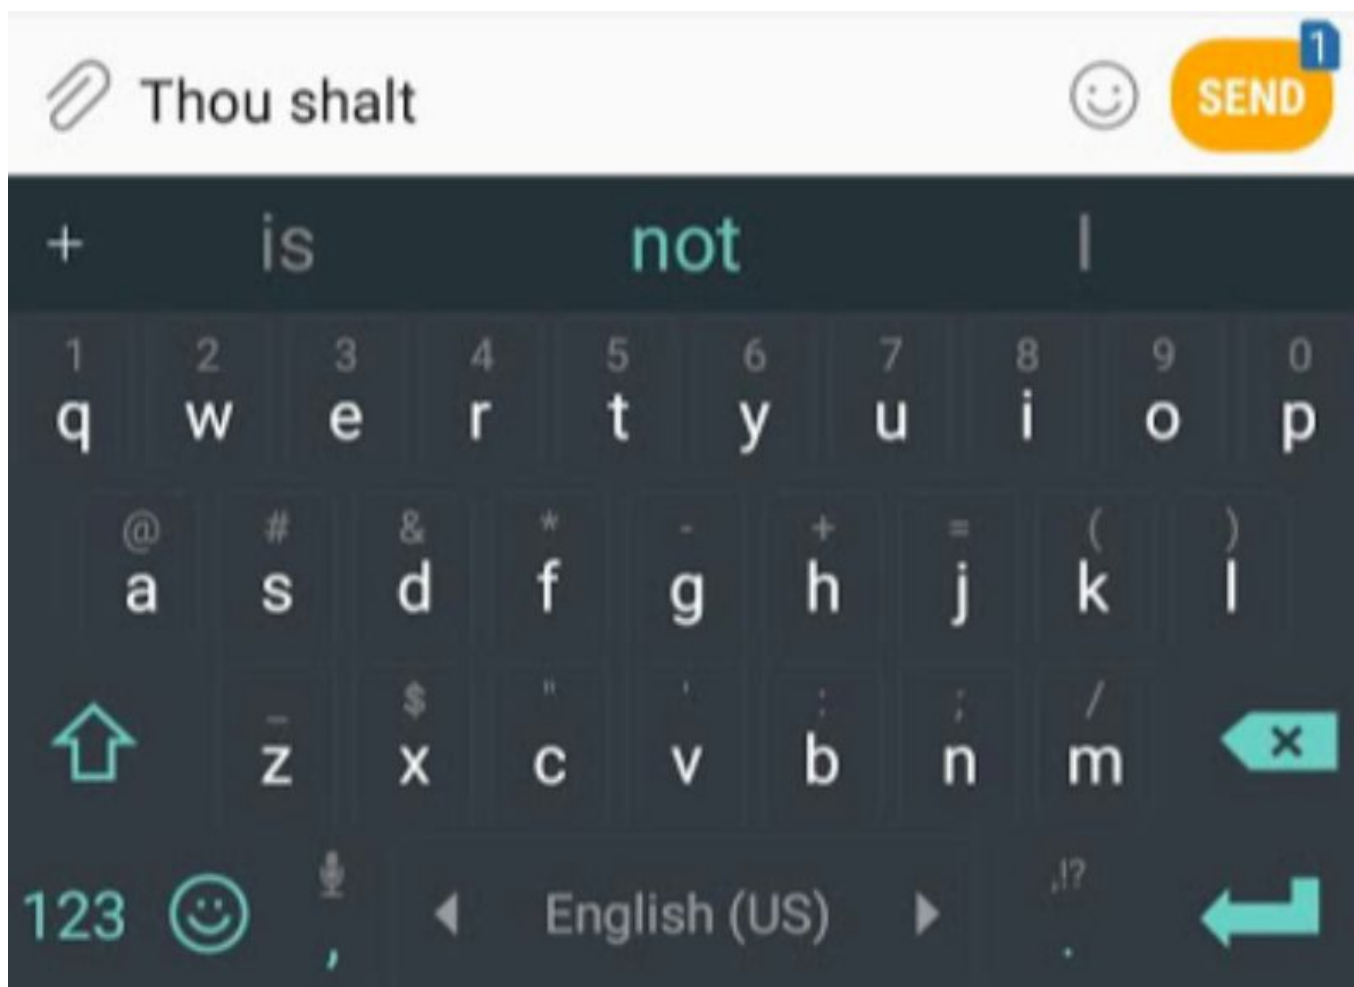 Thou shalt SEND 1
+ is not I
1 2 3 4 5 6 7 8 9 0
q w e r t y u i o p
@ # & * - + = ( )
a s d f g h j k l
_ $ " ' : ; /
z x c v b n m
,!?
123 , English (US) .